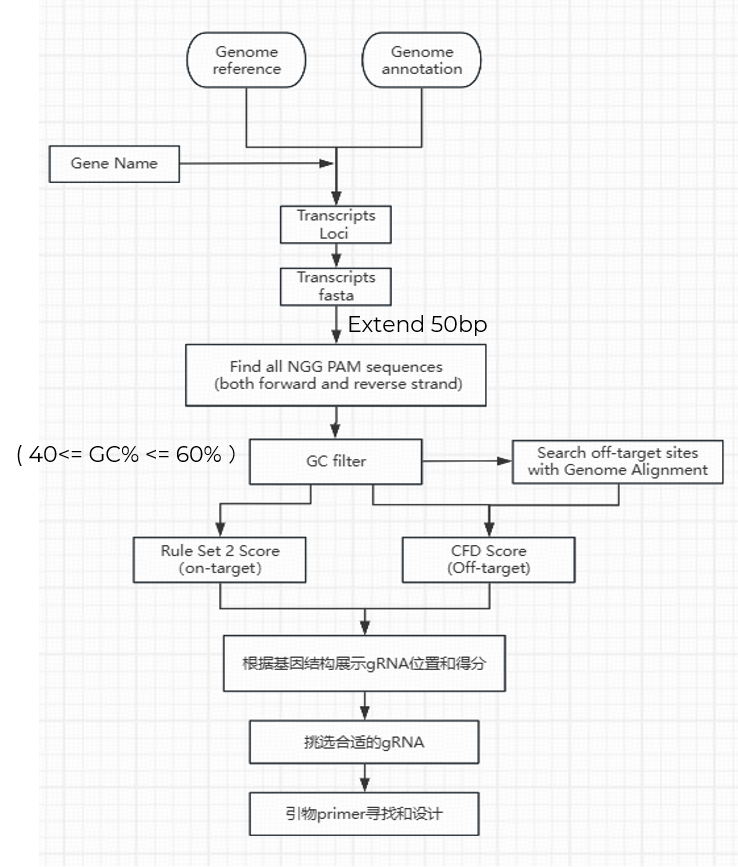 Genome
reference
Genome
annotation
Gene Name
Transcripts
Loci
Transcripts
fasta
Extend 50bp
Find all NGG PAM sequences
(both forward and reverse strand)
( 40<= GC% <= 60% )
GC filter
Search off-target sites
with Genome Alignment
Rule Set 2 Score
(on-target)
CFD Score
(Off-target)
根据基因结构展示gRNA位置和得分
挑选合适的gRNA
引物primer寻找和设计